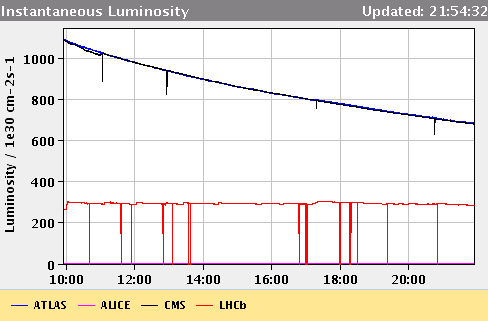 Instantaneous Luminosity Updated: 21:54:32
Luminosity / 1e30 cm-2s-1
1000
800
600
400
200
0
10:00 12:00 14:00 16:00 18:00 20:00
ATLAS ALICE CMS LHCb